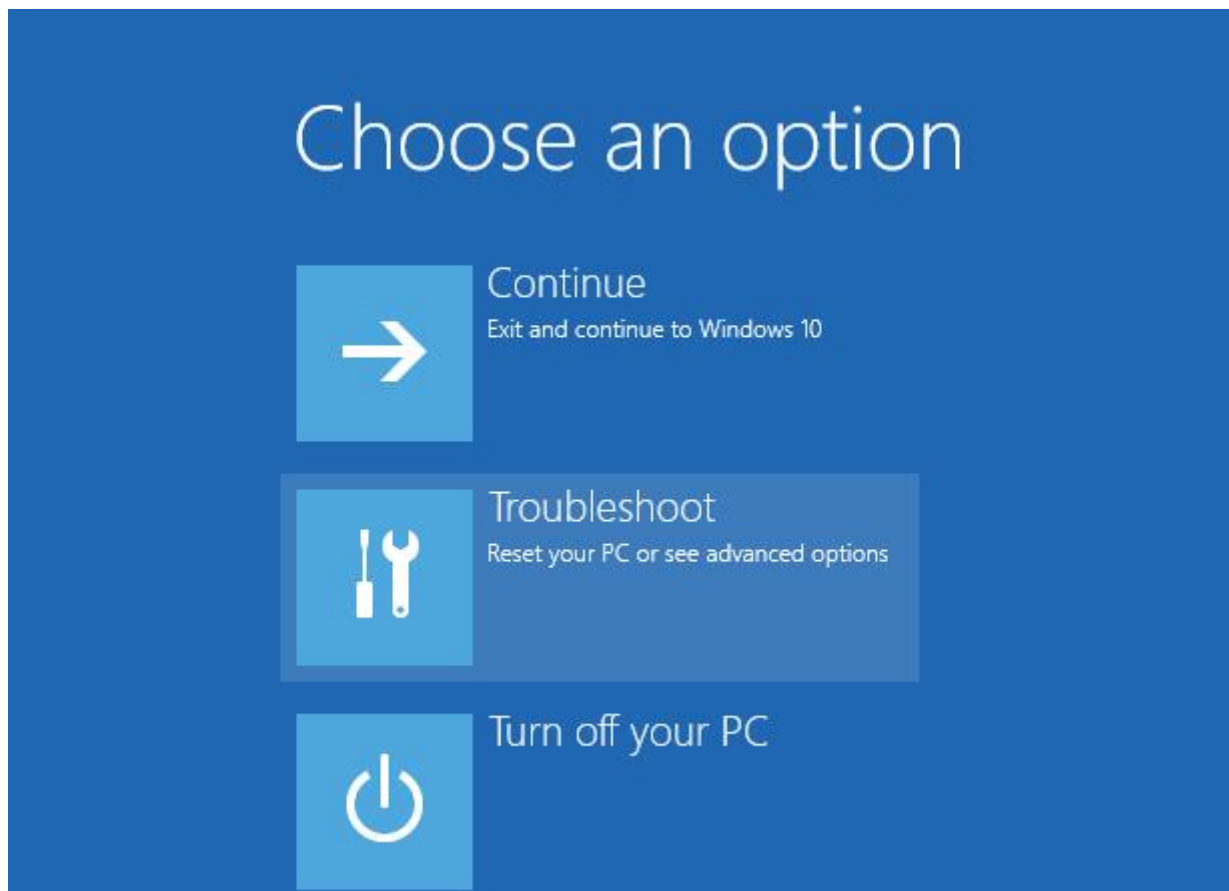 Choose an option
Continue
Exit and continue to Windows 10
Troubleshoot
Reset your PC or see advanced options
Turn off your PC